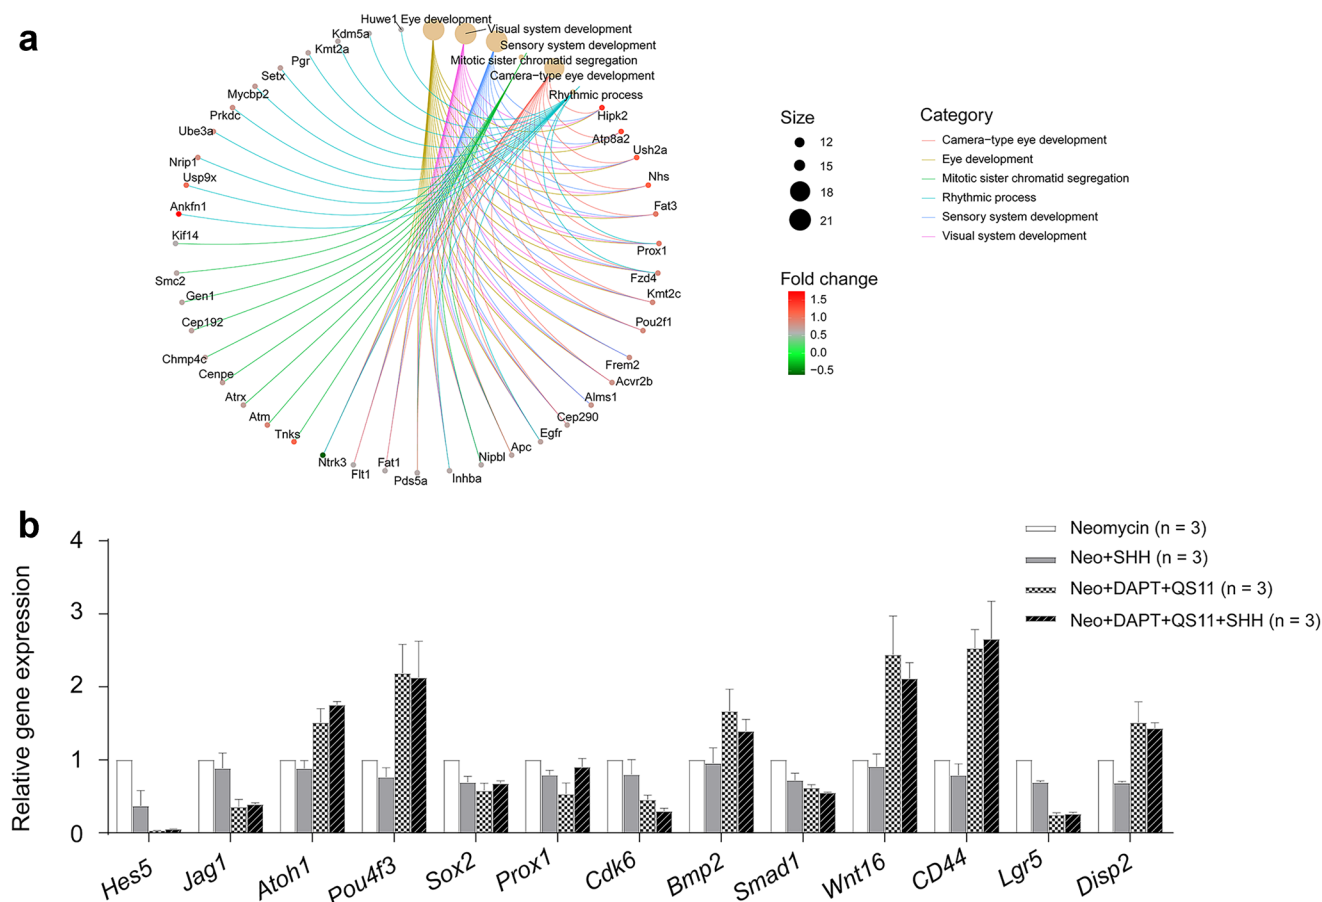 a
Huwe1
Eye development
Visual system development
Kdm5a
Sensory system development
Kmt2a
Mitotic sister chromatid segregation
Pgr
Camera−type eye development
Setx
Rhythmic process
Mycbp2
Hipk2
Prkdc
Atp8a2
Ube3a
Ush2a
Nrip1
Nhs
Usp9x
Fat3
Ankfn1
Prox1
Kif14
Fzd4
Smc2
Kmt2c
Gen1
Pou2f1
Cep192
Frem2
Chmp4c
Acvr2b
Cenpe
Alms1
Atrx
Cep290
Atm
Egfr
Tnks
Apc
Ntrk3
Nipbl
Flt1
Fat1
Inhba
Pds5a
Size
12
15
18
21
Category
Camera−type eye development
Eye development
Mitotic sister chromatid segregation
Rhythmic process
Sensory system development
Visual system development
Fold change
1.5
1.0
0.5
0.0
−0.5
b
Relative gene expression
4
3
2
1
0
Neomycin (n = 3)
Neo+SHH (n = 3)
Neo+DAPT+QS11 (n = 3)
Neo+DAPT+QS11+SHH (n = 3)
Hes5
Jag1
Atoh1
Pou4f3
Sox2
Prox1
Cdk6
Bmp2
Smad1
Wnt16
CD44
Lgr5
Disp2